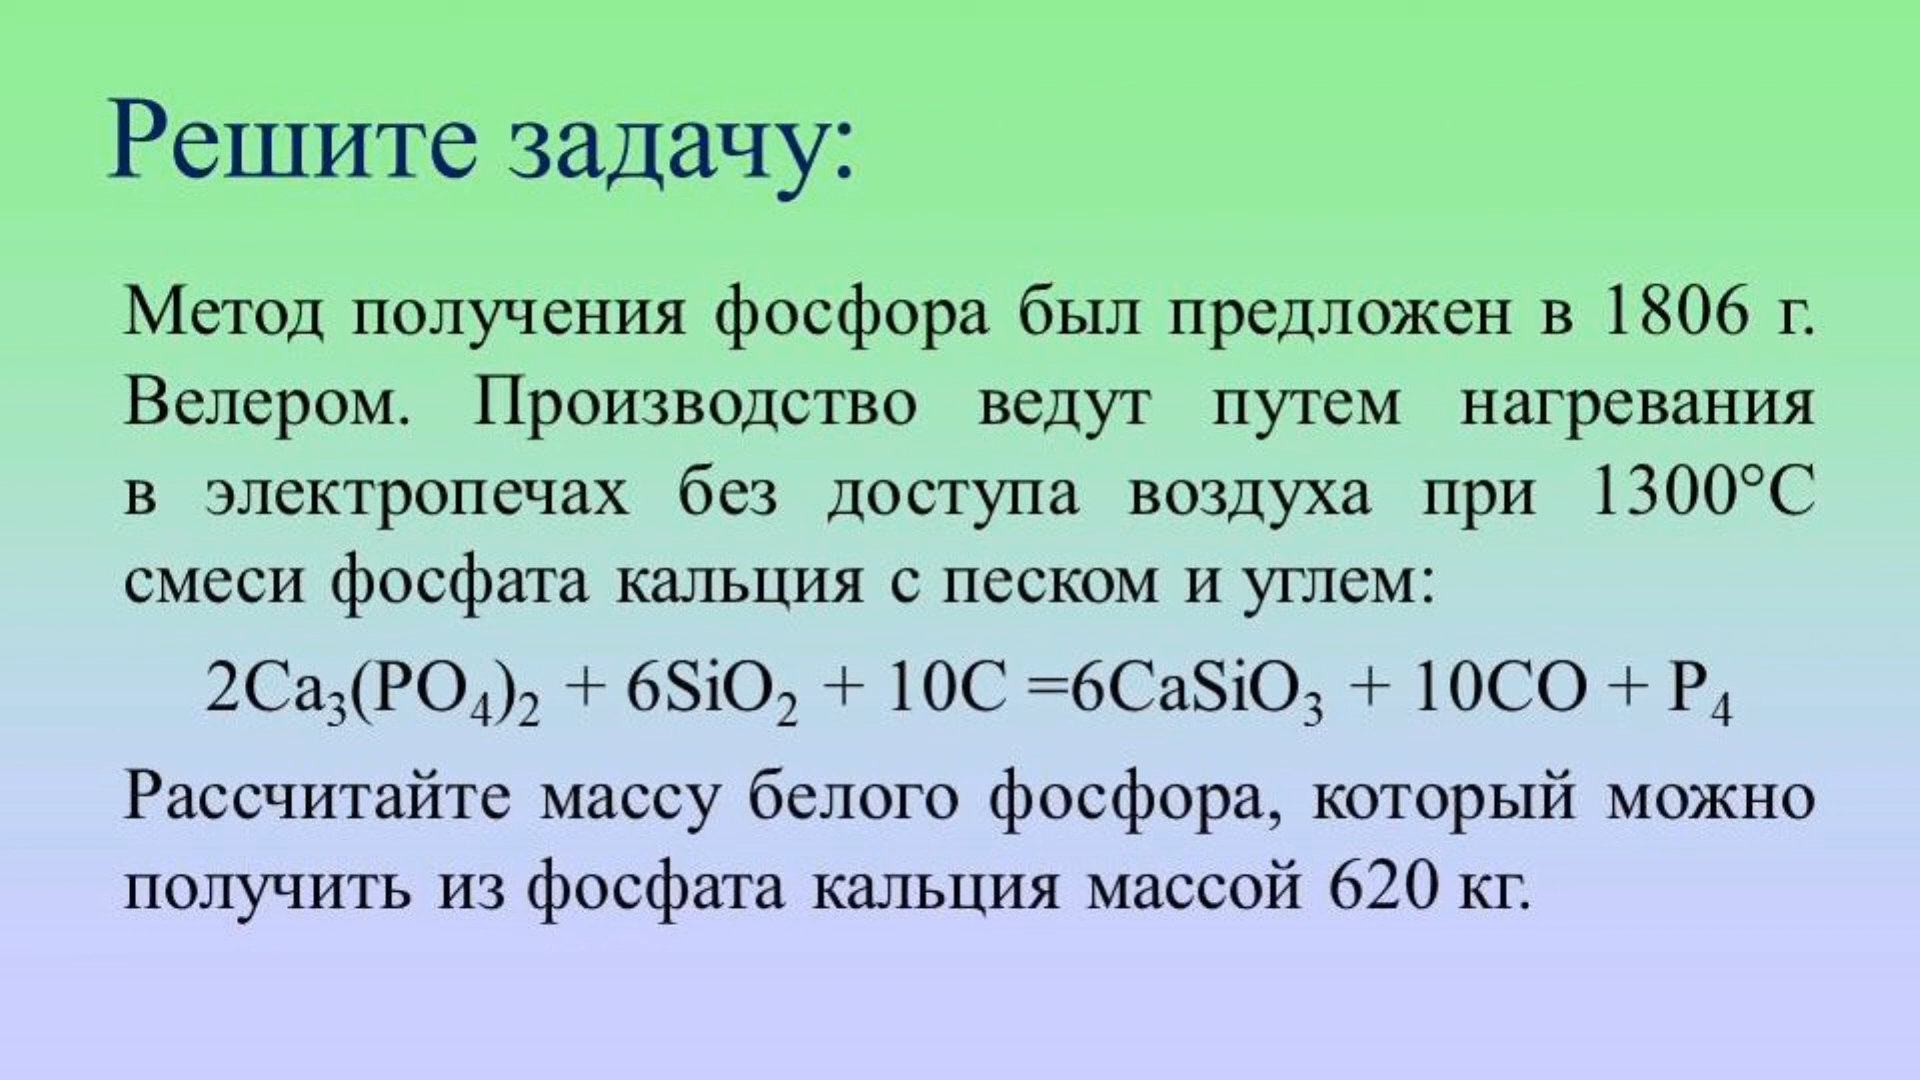 Решите задачу:
Метод получения фосфора был предложен в 1806 г.
Велером. Производство ведут путем нагревания
в электропечах без доступа воздуха при 1300°С
смеси фосфата кальция с песком и углем:
2Ca₃(PO₄)₂ + 6SiO₂ + 10C =6CaSiO₃ + 10CO + P₄
Рассчитайте массу белого фосфора, который можно
получить из фосфата кальция массой 620 кг.